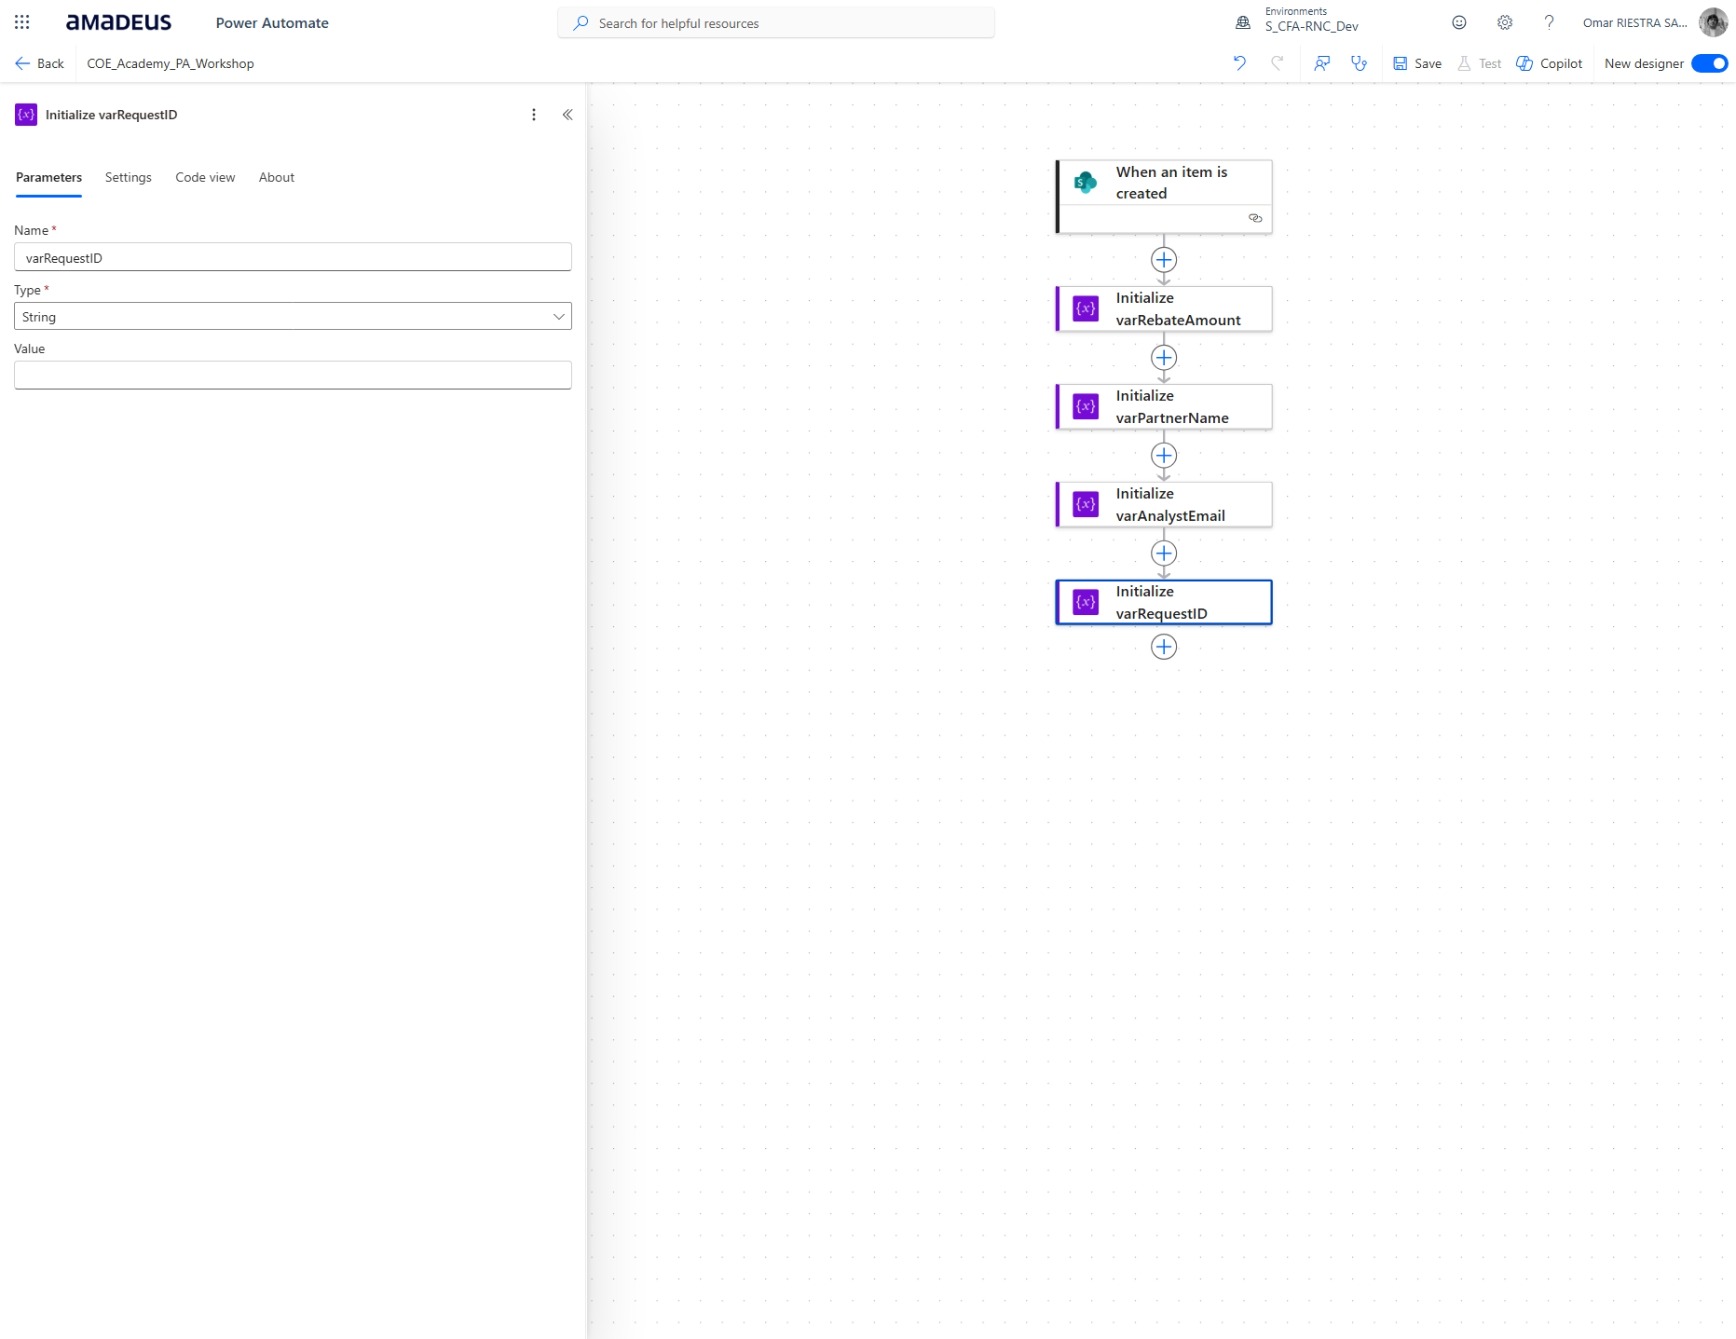 amadeus
Power Automate
Search for helpful resources
Environments
S_CFA-RNC_Dev
?
Omar RIESTRA SA...
Back
COE_Academy_PA_Workshop
Save
Test
Copilot
New designer
{x}
Initialize varRequestID
Parameters
Settings
Code view
About
Name *
varRequestID
Type *
String
Value
S
When an item is
created
{x}
Initialize
varRebateAmount
{x}
Initialize
varPartnerName
{x}
Initialize
varAnalystEmail
{x}
Initialize
varRequestID